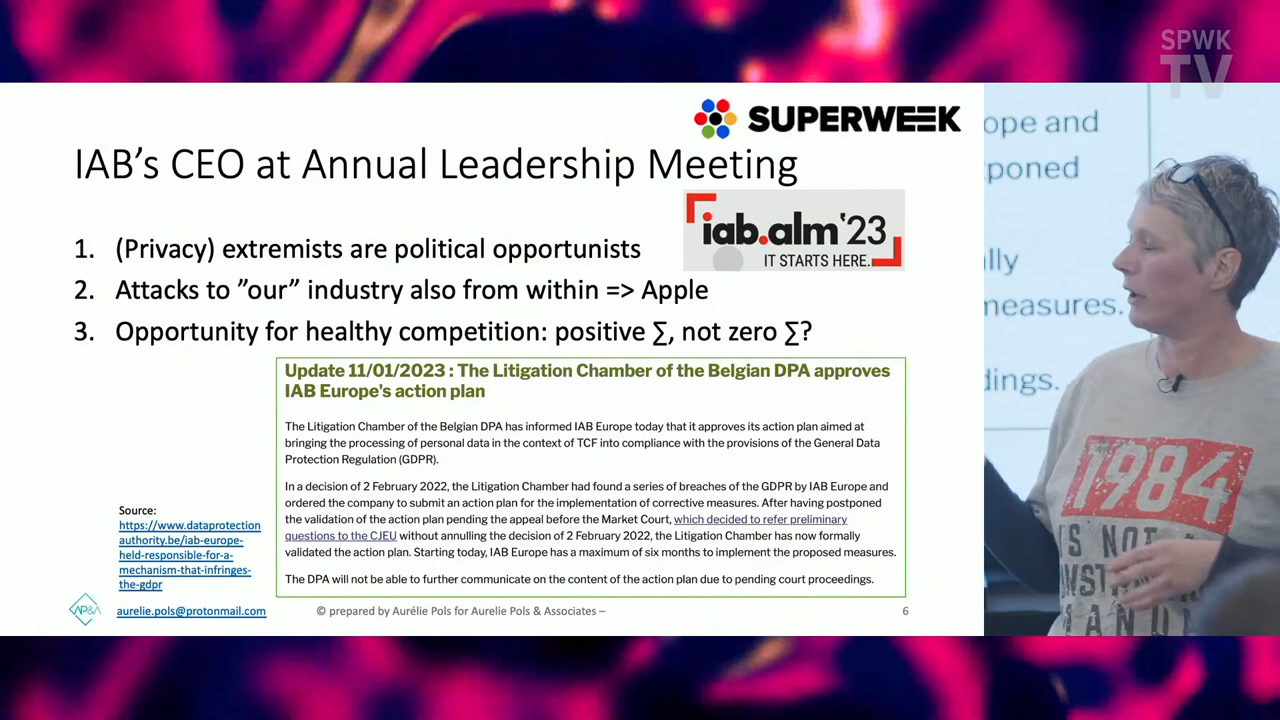 SPWK
TV
SUPERWEEK
IAB's CEO at Annual Leadership Meeting
iab.alm‛23
IT STARTS HERE.
1. (Privacy) extremists are political opportunists
2. Attacks to ”our” industry also from within => Apple
3. Opportunity for healthy competition: positive ∑, not zero ∑?
Update 11/01/2023 : The Litigation Chamber of the Belgian DPA approves
IAB Europe's action plan
The Litigation Chamber of the Belgian DPA has informed IAB Europe today that it approves its action plan aimed at
bringing the processing of personal data in the context of TCF into compliance with the provisions of the General Data
Protection Regulation (GDPR).
In a decision of 2 February 2022, the Litigation Chamber had found a series of breaches of the GDPR by IAB Europe and
ordered the company to submit an action plan for the implementation of corrective measures. After having postponed
the validation of the action plan pending the appeal before the Market Court, which decided to refer preliminary
questions to the CJEU without annulling the decision of 2 February 2022, the Litigation Chamber has now formally
validated the action plan. Starting today, IAB Europe has a maximum of six months to implement the proposed measures.
The DPA will not be able to further communicate on the content of the action plan due to pending court proceedings.
Source:
https://www.dataprotection
authority.be/iab-europe-
held-responsible-for-a-
mechanism-that-infringes-
the-gdpr
AP&A
aurelie.pols@protonmail.com
© prepared by Aurélie Pols for Aurelie Pols & Associates –
6
ope and
poned
lly
measures.
dings.
1984
IS NOT A